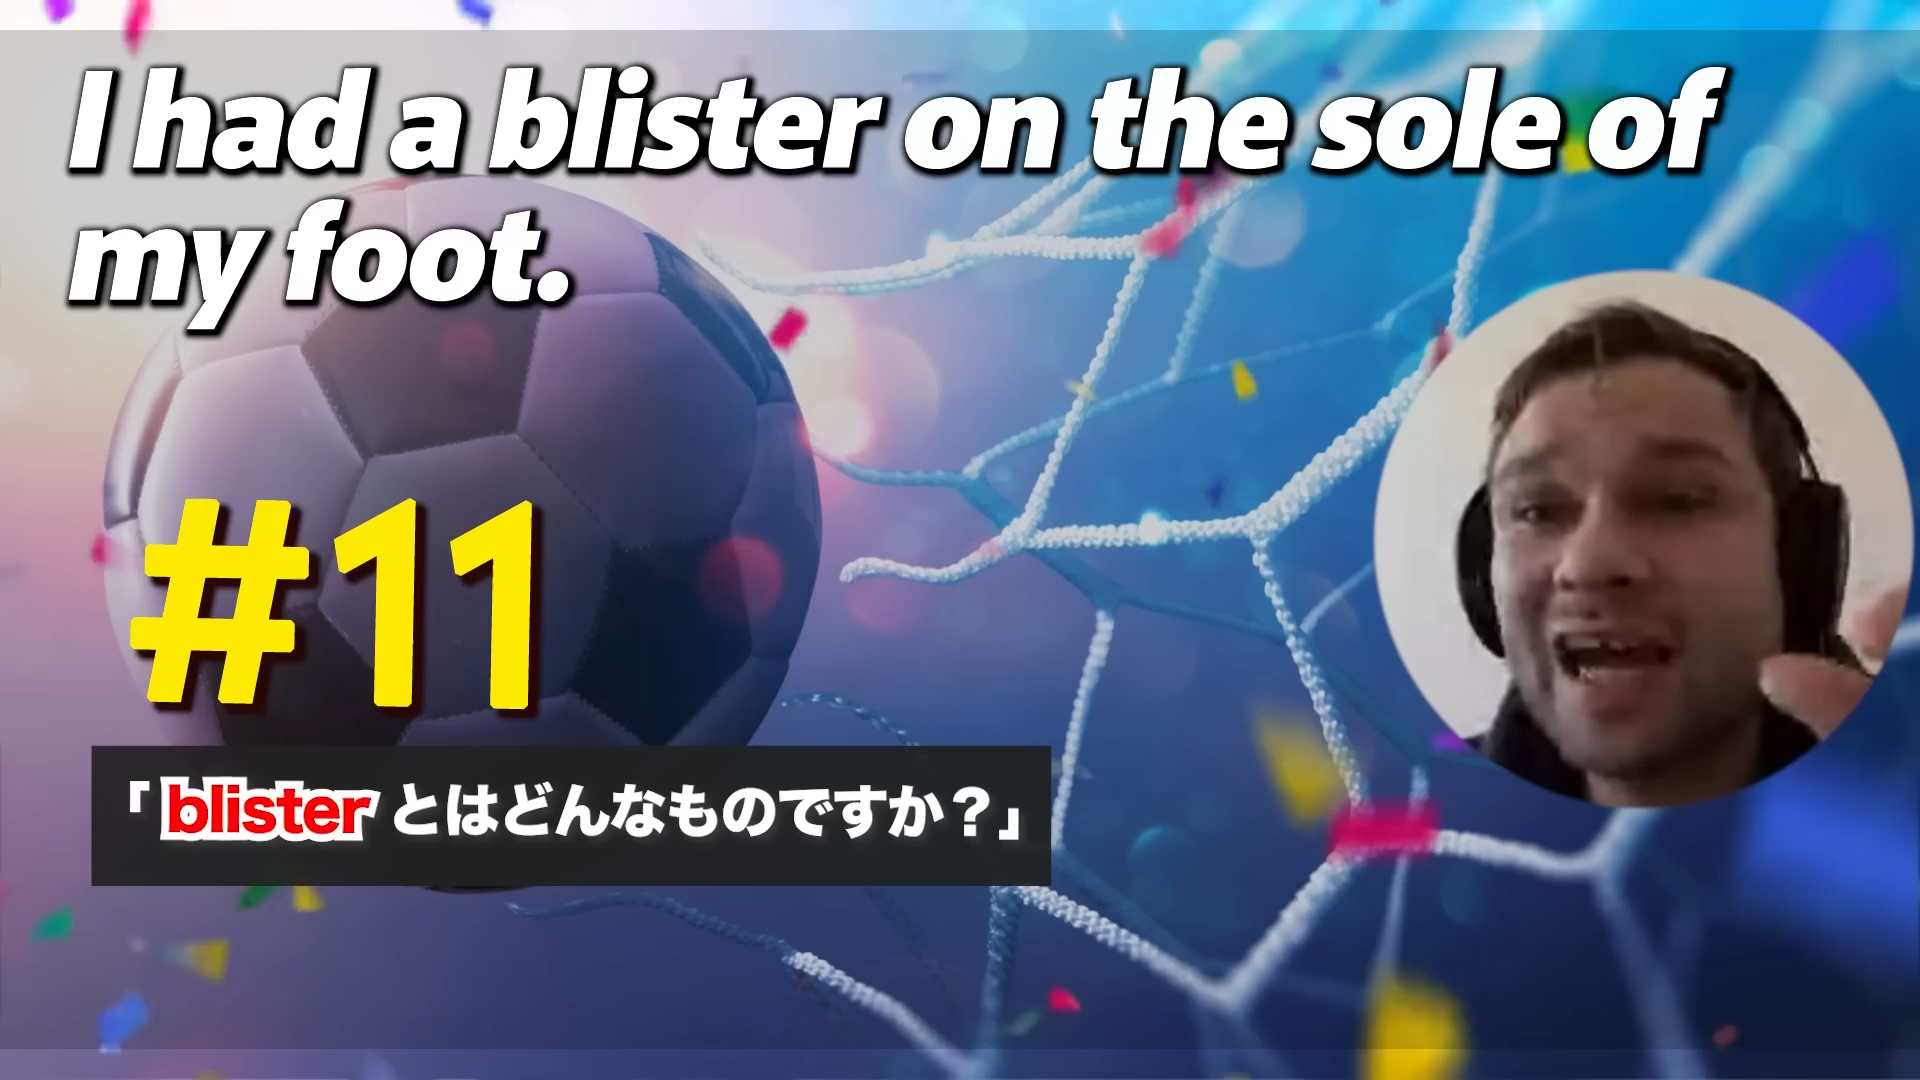 I had a blister on the sole of
my foot.
#11
「blisterとはどんなものですか？」